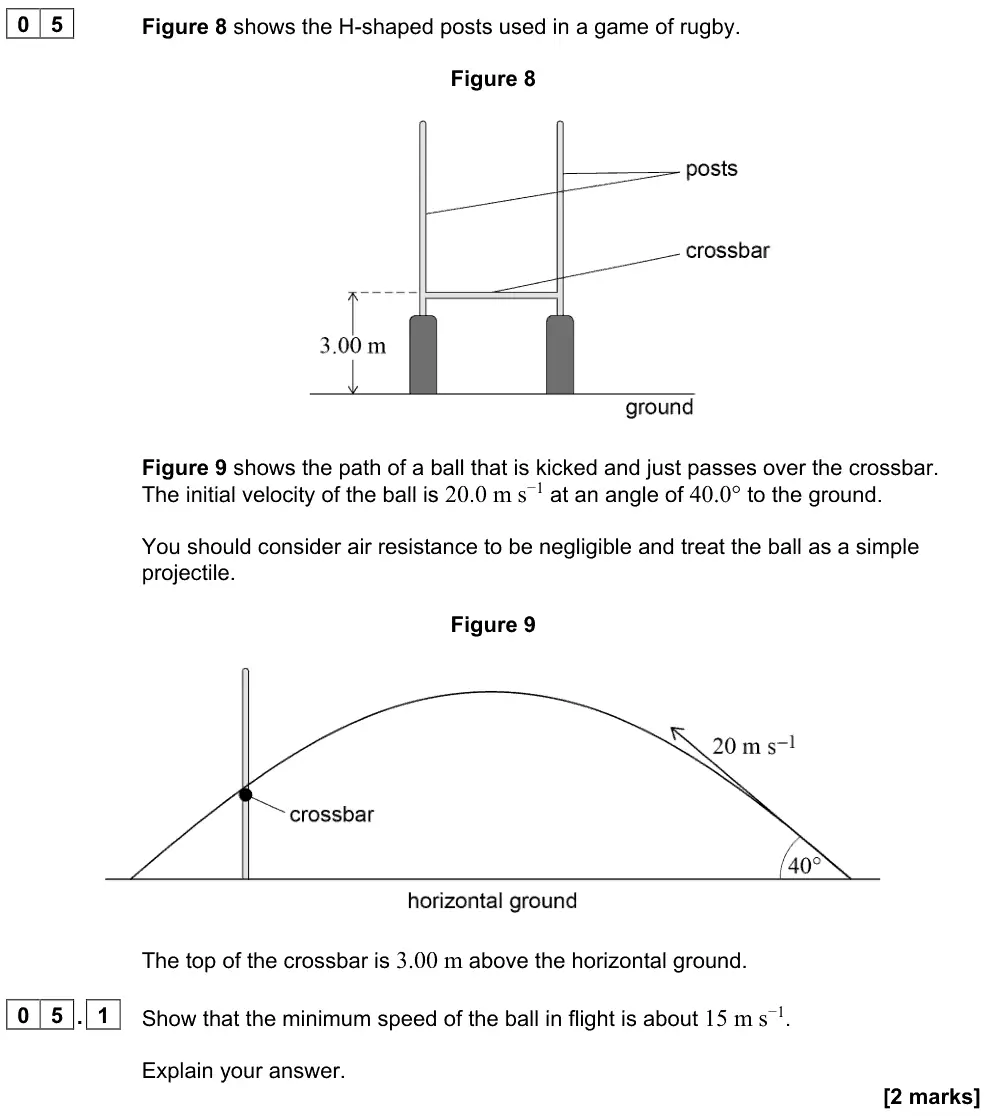 0 5 Figure 8 shows the H-shaped posts used in a game of rugby.
Figure 8
posts
crossbar
3.00 m
ground
Figure 9 shows the path of a ball that is kicked and just passes over the crossbar.
The initial velocity of the ball is 20.0 m s⁻¹ at an angle of 40.0° to the ground.
You should consider air resistance to be negligible and treat the ball as a simple
projectile.
Figure 9
20 m s⁻¹
crossbar
40°
horizontal ground
The top of the crossbar is 3.00 m above the horizontal ground.
0 5 . 1 Show that the minimum speed of the ball in flight is about 15 m s⁻¹.
Explain your answer.
[2 marks]